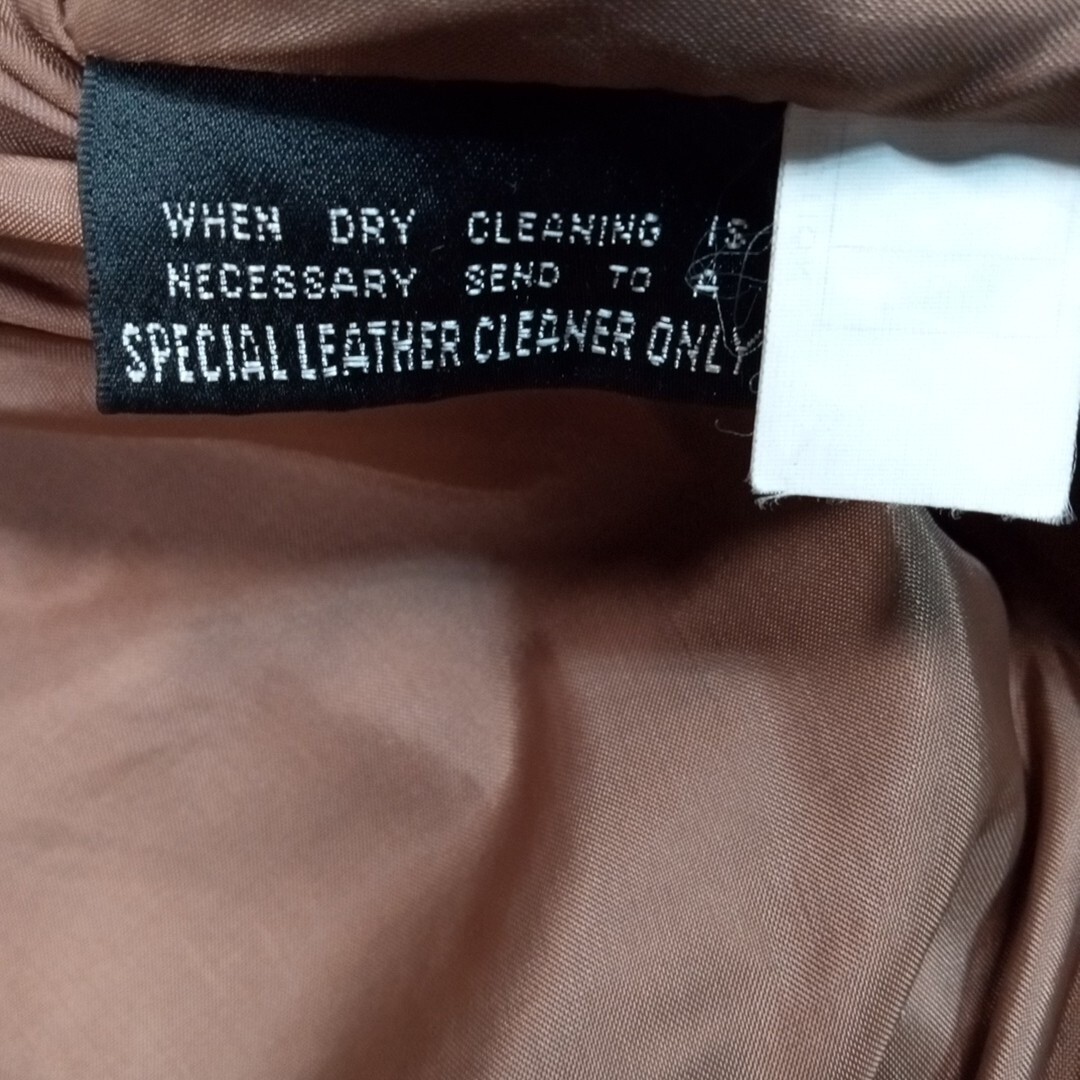 WHEN DRY CLEANING IS
NECESSARY SEND TO A
SPECIAL LEATHER CLEANER ONLY